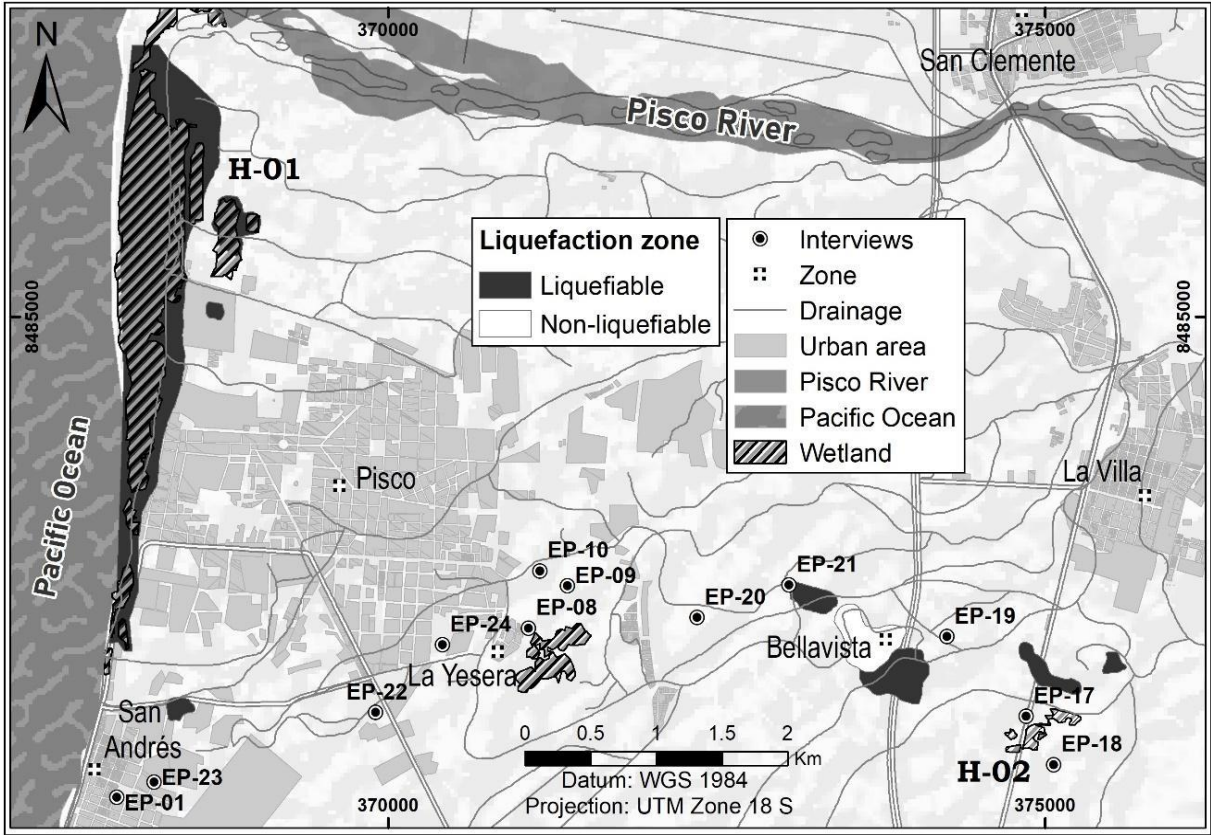 370000
375000
N
San Clemente
Pisco River
H-01
Liquefaction zone
Liquefiable
Non-liquefiable
Interviews
Zone
Drainage
Urban area
Pisco River
Pacific Ocean
Wetland
8485000
8485000
Pacific Ocean
Pisco
La Villa
EP-10
EP-09
EP-08
EP-21
EP-20
EP-19
EP-24
La Yesera
Bellavista
EP-22
EP-17
EP-18
H-02
San
Andrés
EP-23
EP-01
0 0.5 1 2
Km
Datum: WGS 1984
Projection: UTM Zone 18 S
370000
375000